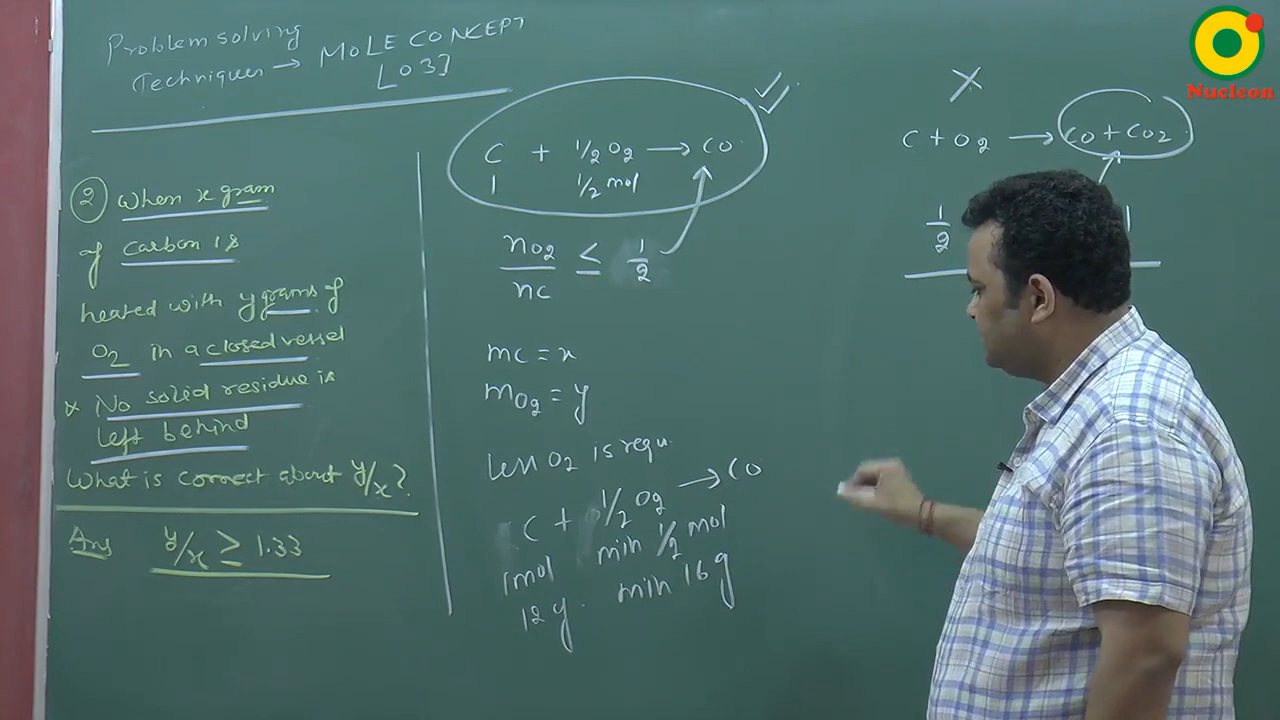 Problem solving
Techniques → MOLE CONCEPT
[03]
② When x gram
of carbon is
heated with y grams of
O2 in a closed vessel
* No solid residue is
left behind
What is correct about y/x?
Ans y/x ≥ 1.33
C + 1/2 O2 → CO
1 1/2 mol
nO2/nC ≤ 1/2
mC = x
mO2 = y
Less O2 is requ.
C + 1/2 O2 → CO
1mol min 1/2 mol
12 g. min 16 g
X
C + O2 → CO + CO2
1/2 1
Nucleon